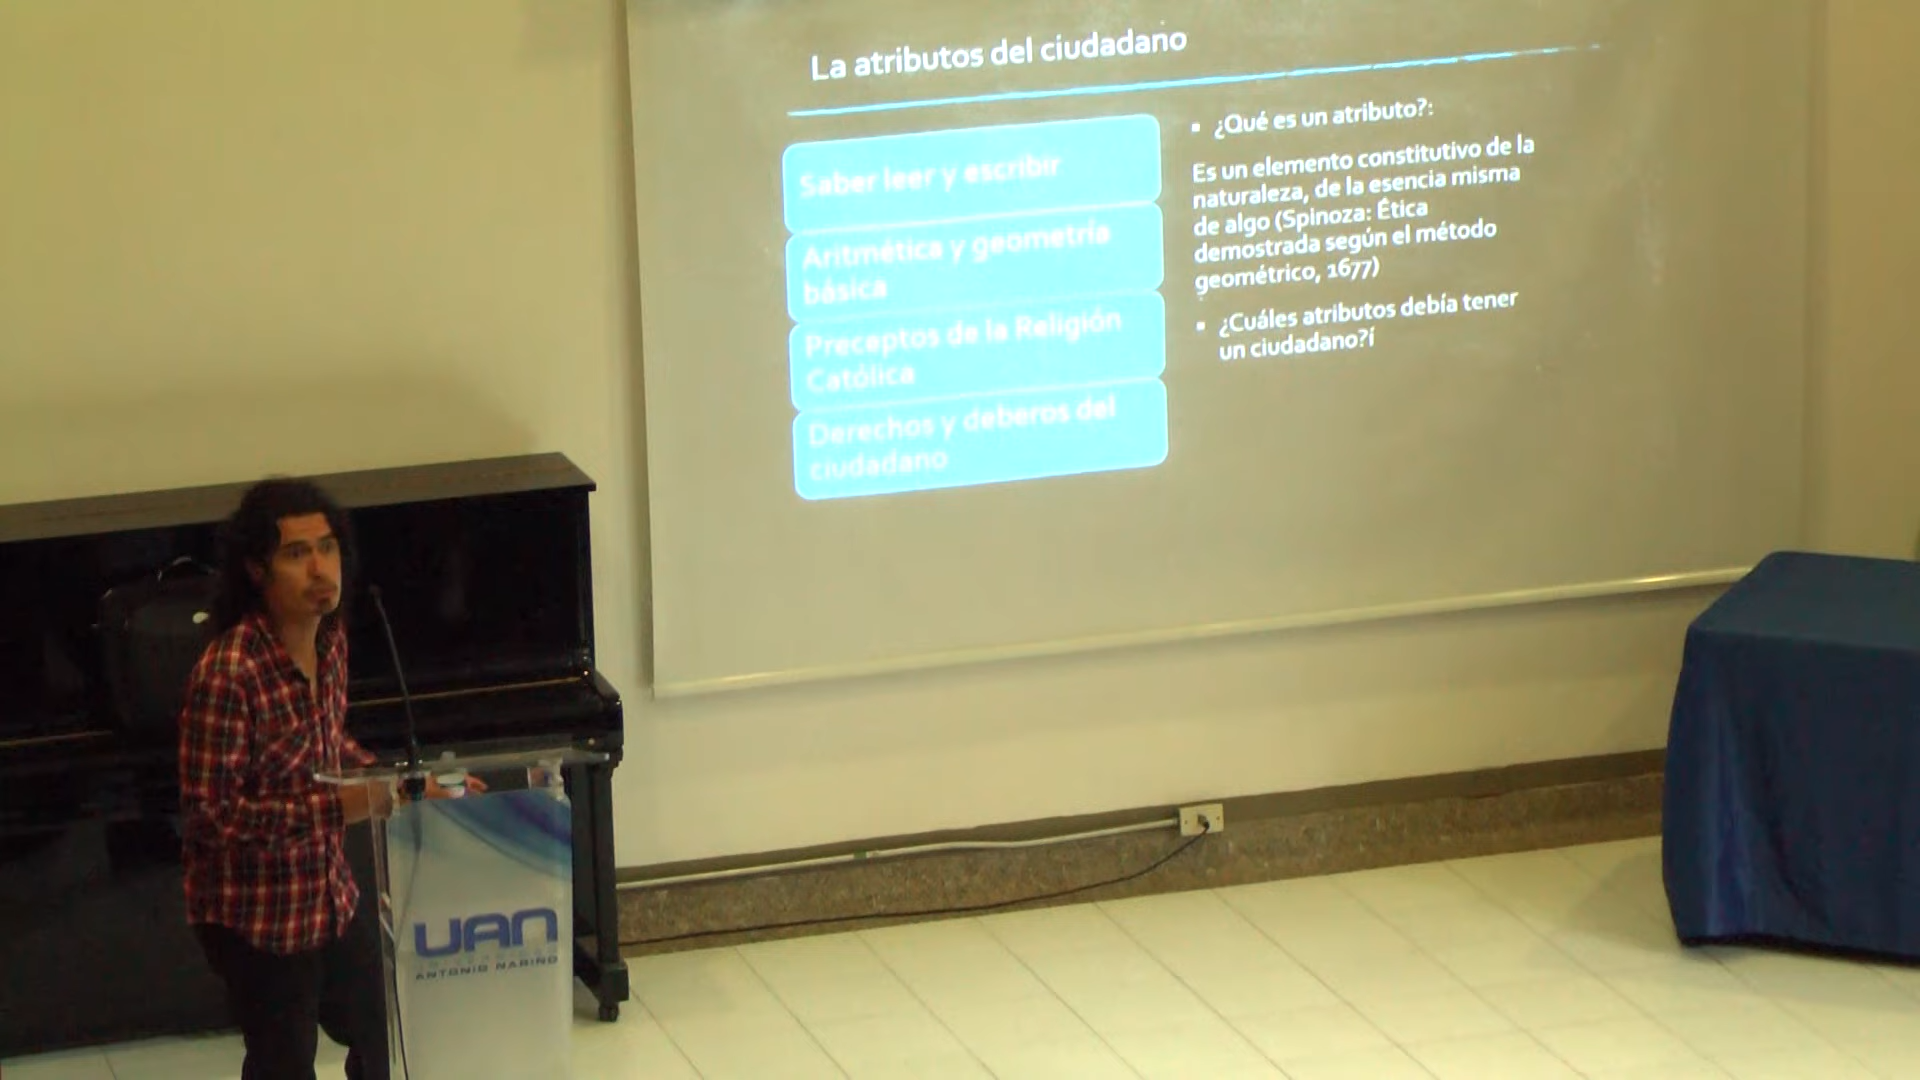 La atributos del ciudadano
Saber leer y escribir
Aritmética y geometría
básica
Preceptos de la Religión
Católica
Derechos y deberos del
ciudadano
▪ ¿Qué es un atributo?:
Es un elemento constitutivo de la
naturaleza, de la esencia misma
de algo (Spinoza: Ética
demostrada según el método
geométrico, 1677)
▪ ¿Cuáles atributos debía tener
un ciudadano?í
UAN
UNIVERSIDAD
ANTONIO NARIÑO